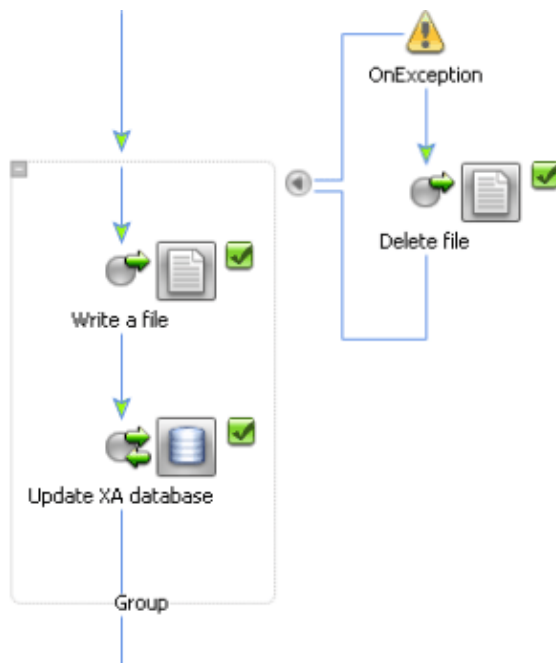 OnException
Delete file
Write a file
Update XA database
Group